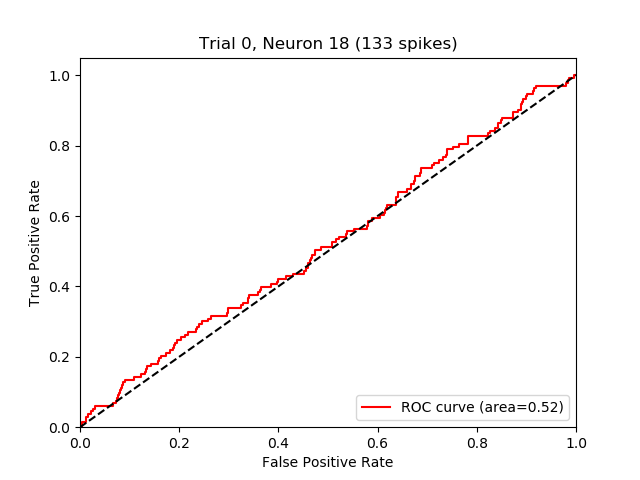 Trial 0, Neuron 18 (133 spikes)
1.0
0.8
0.6
0.4
0.2
0.0
True Positive Rate
ROC curve (area=0.52)
0.0 0.2 0.4 0.6 0.8 1.0
False Positive Rate